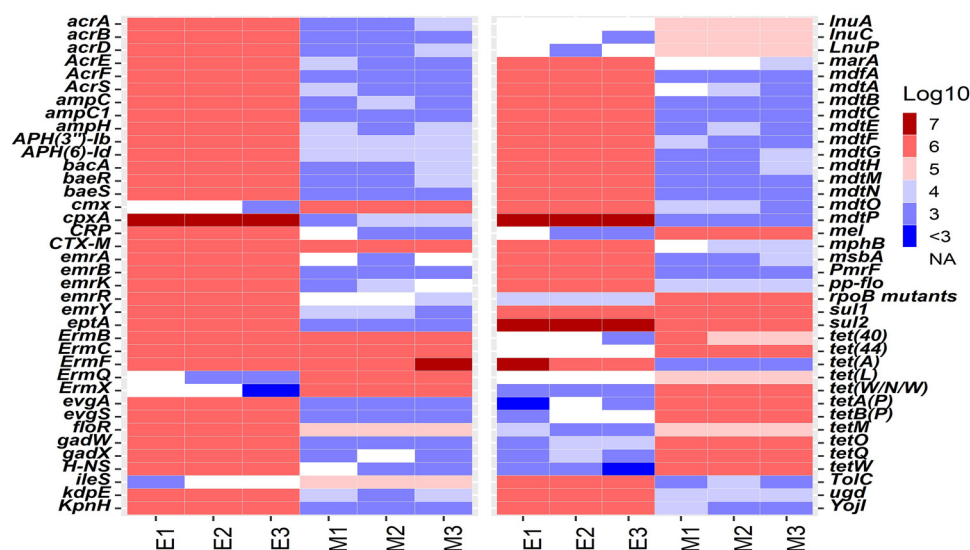 acrA
acrB
acrD
AcrE
AcrF
AcrS
ampC
ampC1
ampH
APH(3")-Ib
APH(6)-Id
bacA
baeR
baeS
cmx
cpxA
CRP
CTX-M
emrA
emrB
emrK
emrR
emrY
eptA
ErmB
ErmC
ErmF
ErmQ
ErmX
evgA
evgS
floR
gadW
gadX
H-NS
ileS
kdpE
KpnH
E1 E2 E3 M1 M2 M3
lnuA
lnuC
LnuP
marA
mdfA
mdtA
mdtB
mdtC
mdtE
mdtF
mdtG
mdtH
mdtM
mdtN
mdtO
mdtP
mel
mphB
msbA
PmrF
pp-flo
rpoB mutants
sul1
sul2
tet(40)
tet(44)
tet(A)
tet(L)
tet(W/N/W)
tetA(P)
tetB(P)
tetM
tetO
tetQ
tetW
TolC
ugd
YojI
E1 E2 E3 M1 M2 M3
Log10
7
6
5
4
3
<3
NA